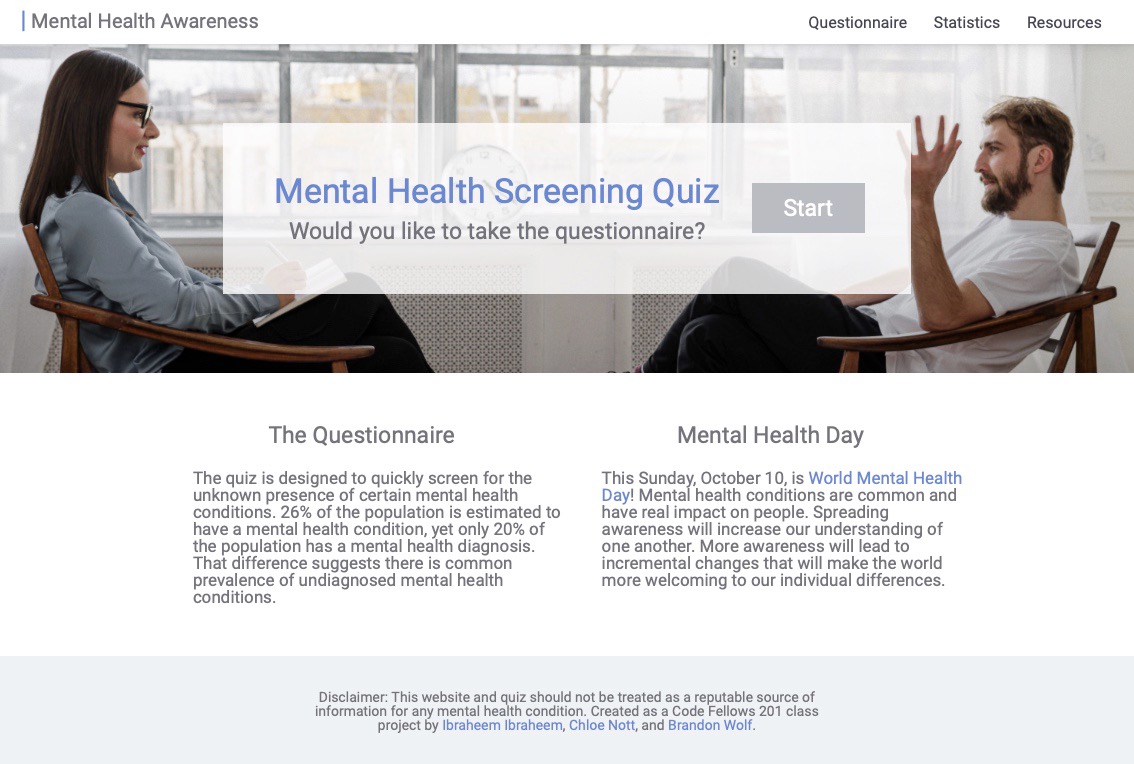 Mental Health Awareness
Questionnaire Statistics Resources
Mental Health Screening Quiz
Would you like to take the questionnaire?
Start
The Questionnaire
The quiz is designed to quickly screen for the
unknown presence of certain mental health
conditions. 26% of the population is estimated to
have a mental health condition, yet only 20% of
the population has a mental health diagnosis.
That difference suggests there is common
prevalence of undiagnosed mental health
conditions.
Mental Health Day
This Sunday, October 10, is World Mental Health
Day! Mental health conditions are common and
have real impact on people. Spreading
awareness will increase our understanding of
one another. More awareness will lead to
incremental changes that will make the world
more welcoming to our individual differences.
Disclaimer: This website and quiz should not be treated as a reputable source of
information for any mental health condition. Created as a Code Fellows 201 class
project by Ibraheem Ibraheem, Chloe Nott, and Brandon Wolf.